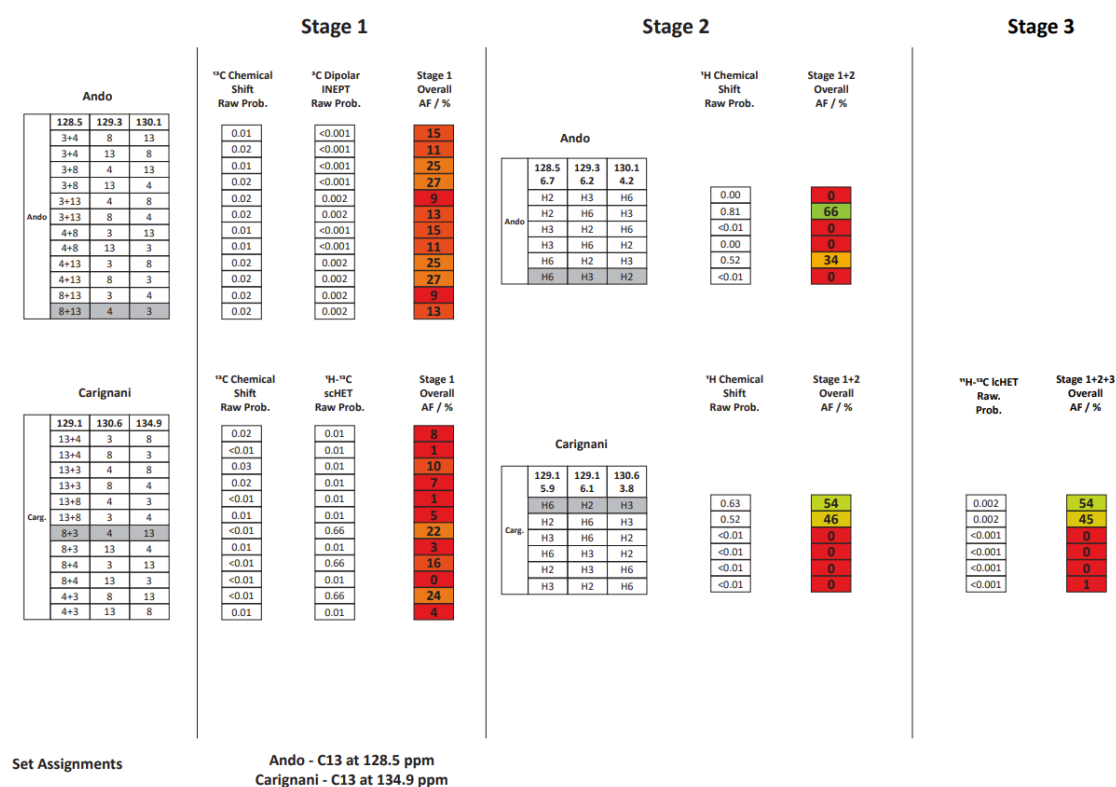 Stage 1 Stage 2 Stage 3
¹³C Chemical Shift Raw Prob. ³C Dipolar INEPT Raw Prob. Stage 1 Overall AF / %
Ando
128.5 129.3 130.1
Ando
3+4 8 13 0.01 <0.001 15
3+4 13 8 0.02 <0.001 11
3+8 4 13 0.01 <0.001 25
3+8 13 4 0.02 <0.001 27
3+13 4 8 0.02 0.002 9
3+13 8 4 0.02 0.002 13
4+8 3 13 0.01 <0.001 15
4+8 13 3 0.01 <0.001 11
4+13 3 8 0.02 <0.001 25
4+13 8 3 0.02 <0.001 27
8+13 3 4 0.02 0.002 9
8+13 4 3 0.02 0.002 13
¹H Chemical Shift Raw Prob. Stage 1+2 Overall AF / %
Ando
128.5 129.3 130.1
6.7 6.2 4.2
Ando
H2 H3 H6 0.00 0
H2 H6 H3 0.81 66
H3 H2 H6 <0.01 0
H3 H6 H2 0.00 0
H6 H2 H3 0.52 34
H6 H3 H2 <0.01 0
¹³C Chemical Shift Raw Prob. ¹H-¹³C scHET Raw Prob. Stage 1 Overall AF / %
Carignani
129.1 130.6 134.9
Carg.
13+4 3 8 0.02 0.01 8
13+4 8 3 <0.01 0.01 1
13+3 4 8 0.03 0.01 10
13+3 8 4 0.02 0.01 7
13+8 4 3 <0.01 0.01 1
13+8 3 4 0.01 0.01 5
8+3 4 13 <0.01 0.66 22
8+3 13 4 0.01 0.01 3
8+4 3 13 <0.01 0.66 16
8+4 13 3 <0.01 0.01 0
4+3 8 13 <0.01 0.66 24
4+3 13 8 0.01 0.01 4
¹H Chemical Shift Raw Prob. Stage 1+2 Overall AF / %
¹¹H-¹³C lcHET Raw. Prob. Stage 1+2+3 Overall AF / %
Carignani
129.1 129.1 130.6
5.9 6.1 3.8
Carg.
H6 H2 H3 0.63 54 0.002 54
H2 H6 H3 0.52 46 0.002 45
H3 H6 H2 <0.01 0 <0.001 0
H6 H3 H2 <0.01 0 <0.001 0
H2 H3 H6 <0.01 0 <0.001 0
H3 H2 H6 <0.01 0 <0.001 1
Set Assignments
Ando - C13 at 128.5 ppm
Carignani - C13 at 134.9 ppm